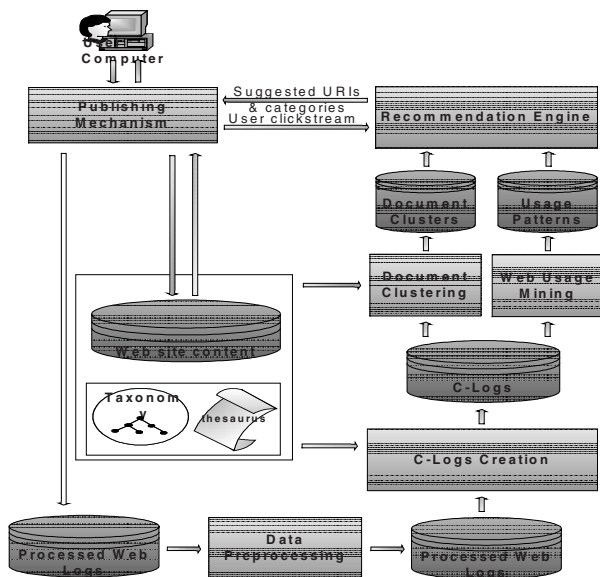 User
Computer
Publishing
Mechanism
Suggested URIs
& categories
User clickstream
Recommendation Engine
Document
Clusters
Usage
Patterns
Document
Clustering
Web Usage
Mining
Web site content
C-Logs
Taxonom
y
thesaurus
C-Logs Creation
Processed Web
Logs
Data
Preprocessing
Processed Web
Logs